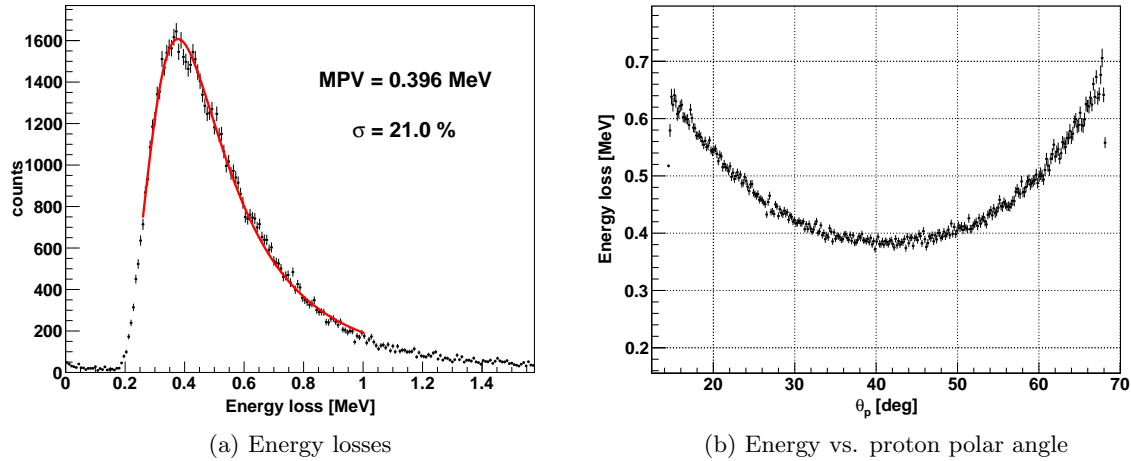 1600
1400
1200
1000
800
600
400
200
0
counts
MPV = 0.396 MeV
σ = 21.0 %
0 0.2 0.4 0.6 0.8 1 1.2 1.4
Energy loss [MeV]
(a) Energy losses
0.7
0.6
0.5
0.4
0.3
0.2
Energy loss [MeV]
20 30 40 50 60 70
θp [deg]
(b) Energy vs. proton polar angle